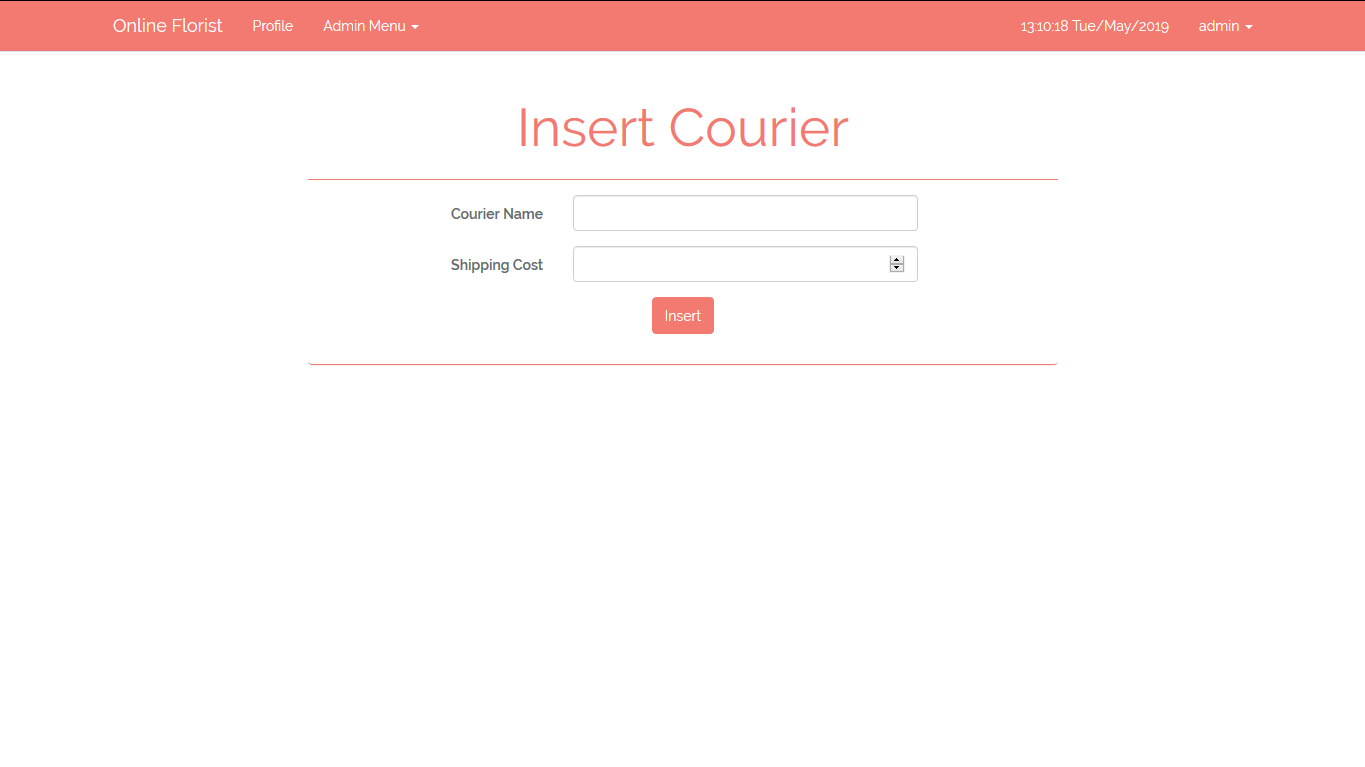 Online Florist Profile Admin Menu 13:10:18 Tue/May/2019 admin
Insert Courier
Courier Name
Shipping Cost
Insert